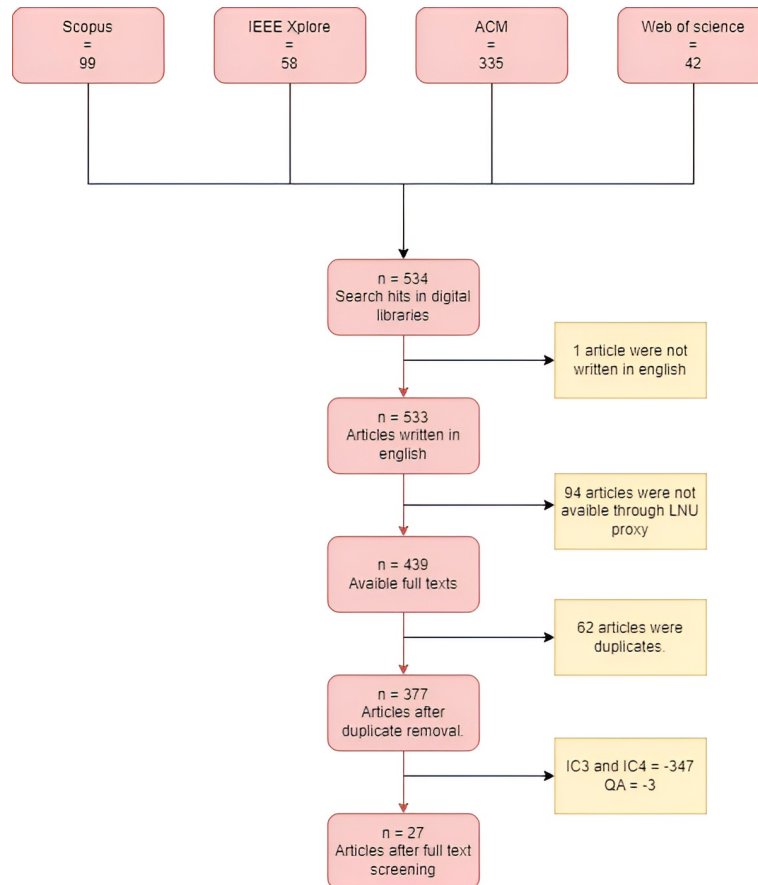 Scopus
=
99
IEEE Xplore
=
58
ACM
=
335
Web of science
=
42
n = 534
Search hits in digital
libraries
1 article were not
written in english
n = 533
Articles written in
english
94 articles were not
avaible through LNU
proxy
n = 439
Avaible full texts
62 articles were
duplicates.
n = 377
Articles after
duplicate removal.
IC3 and IC4 = -347
QA = -3
n = 27
Articles after full text
screening